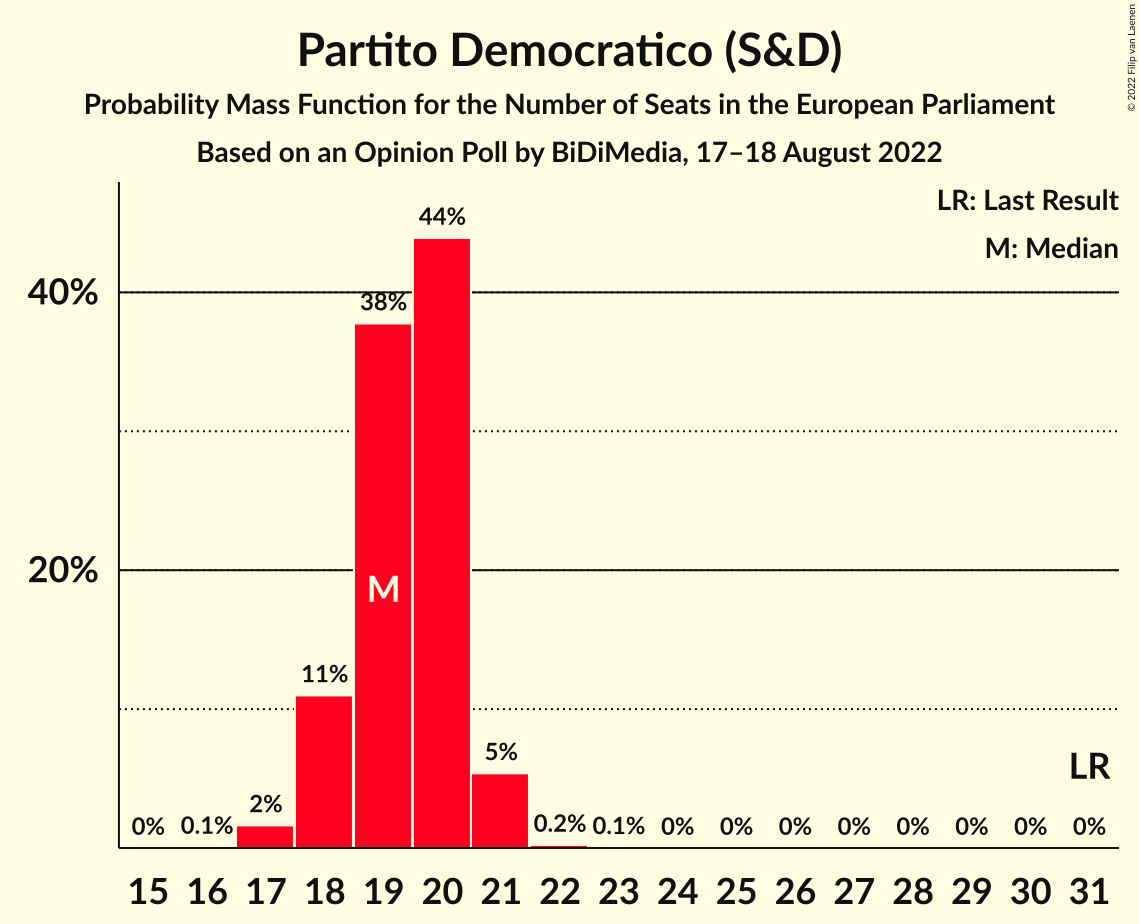 Partito Democratico (S&D)
Probability Mass Function for the Number of Seats in the European Parliament
Based on an Opinion Poll by BiDiMedia, 17–18 August 2022
© 2022 Filip van Laenen
LR: Last Result
M: Median
40%
20%
0% 0.1% 2% 11% 38% 44% 5% 0.2% 0.1% 0% 0% 0% 0% 0% 0% 0% 0%
M
LR
15 16 17 18 19 20 21 22 23 24 25 26 27 28 29 30 31